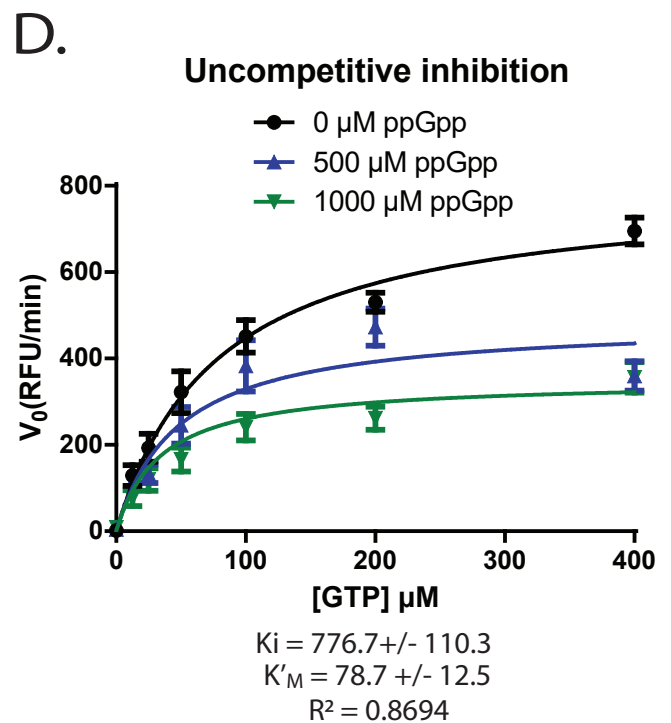 D.
Uncompetitive inhibition
0 µM ppGpp
500 µM ppGpp
1000 µM ppGpp
800
600
400
200
0
V0(RFU/min)
0 100 200 300 400
[GTP] µM
Ki = 776.7+/- 110.3
K'M = 78.7 +/- 12.5
R² = 0.8694